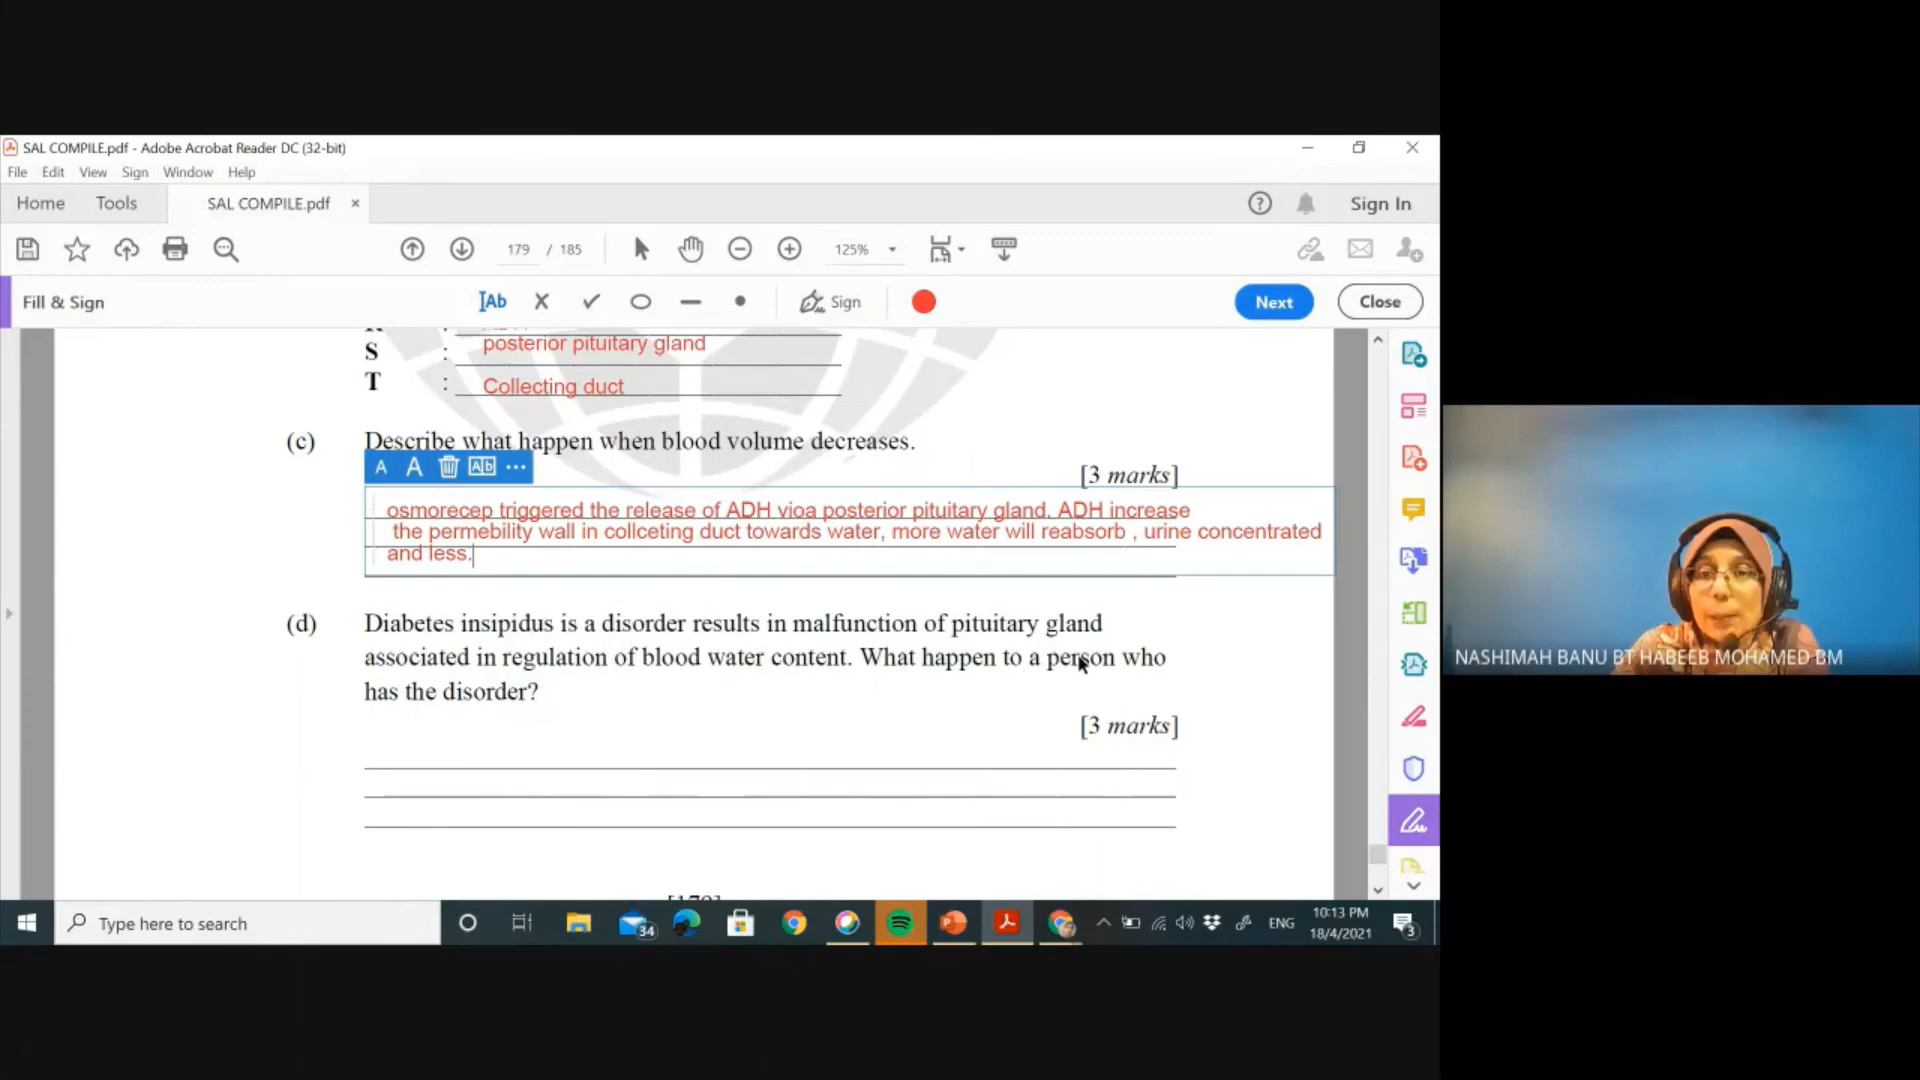 SAL COMPILE.pdf - Adobe Acrobat Reader DC (32-bit)
File Edit View Sign Window Help
Home Tools SAL COMPILE.pdf × Sign In
179 / 185 125%
Fill & Sign Ab Sign Next Close
posterior pituitary gland
S :
T : Collecting duct
(c) Describe what happen when blood volume decreases.
A A Ab
[3 marks]
osmorecep triggered the release of ADH vioa posterior pituitary gland. ADH increase
the permebility wall in collceting duct towards water, more water will reabsorb , urine concentrated
and less.
NASHIMAH BANU BT HABEEB MOHAMED BM
(d) Diabetes insipidus is a disorder results in malfunction of pituitary gland
associated in regulation of blood water content. What happen to a person who
has the disorder?
[3 marks]
Type here to search 34 ENG 10:13 PM
18/4/2021 3